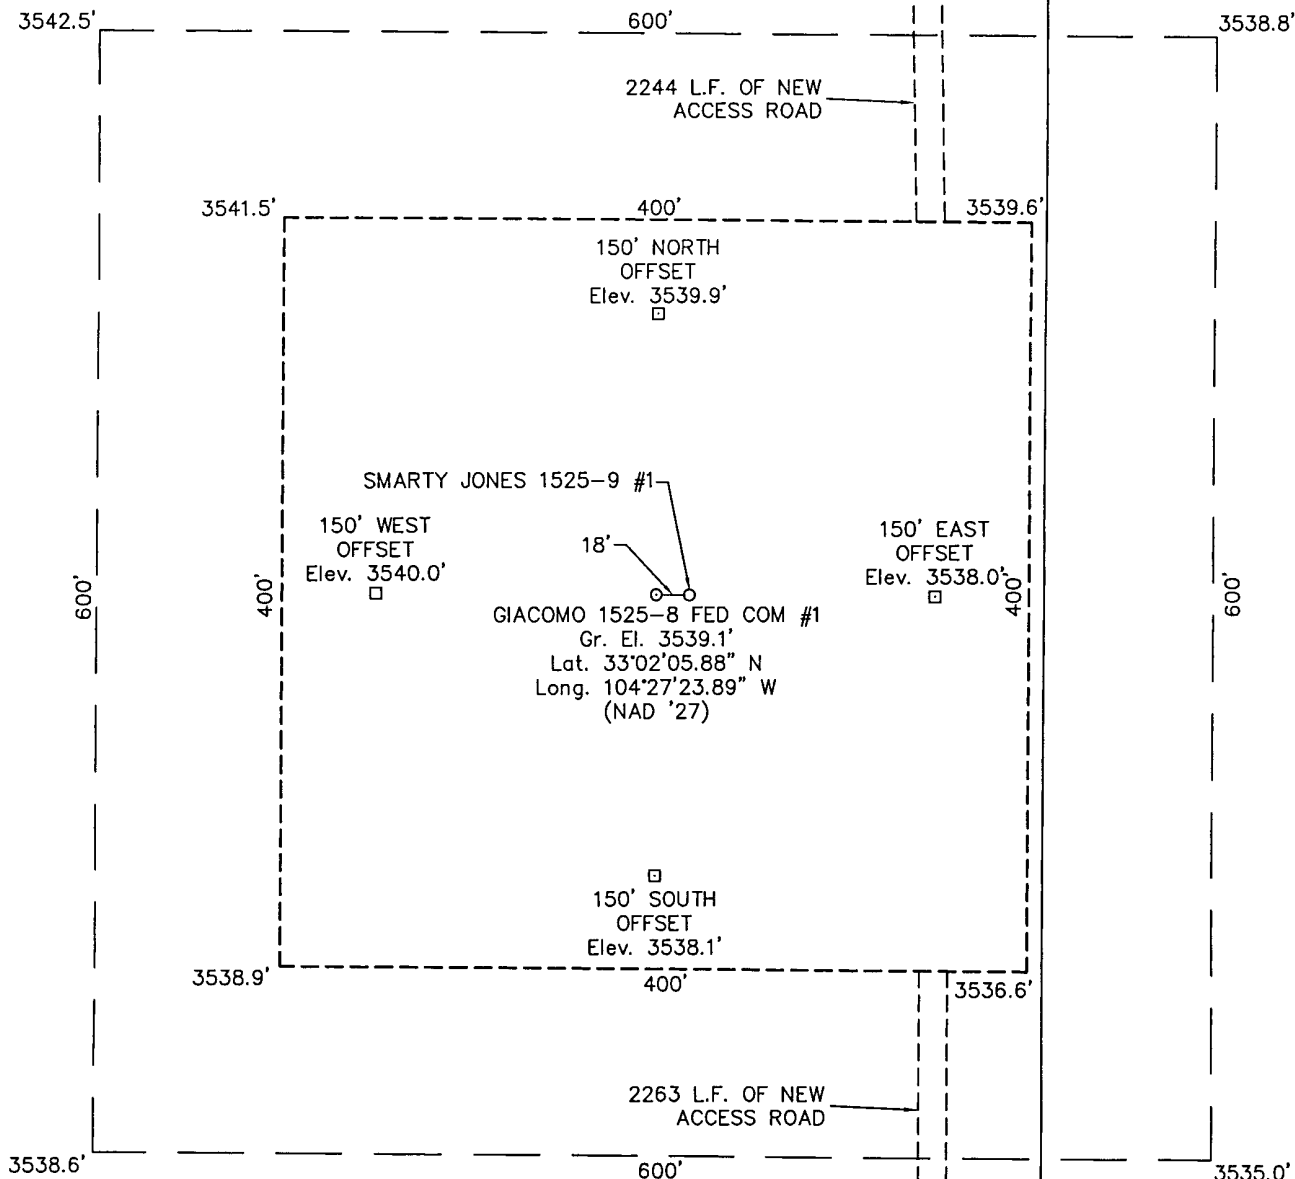 3542.5'
600'
3538.8'
2244 L.F. OF NEW
ACCESS ROAD
3541.5'
400'
3539.6'
150' NORTH
OFFSET
Elev. 3539.9'
SMARTY JONES 1525-9 #1
150' WEST
OFFSET
Elev. 3540.0'
18'
150' EAST
OFFSET
Elev. 3538.0'
600'
400'
400'
600'
GIACOMO 1525-8 FED COM #1
Gr. El. 3539.1'
Lat. 33°02'05.88" N
Long. 104°27'23.89" W
(NAD '27)
150' SOUTH
OFFSET
Elev. 3538.1'
3538.9'
400'
3536.6'
2263 L.F. OF NEW
ACCESS ROAD
3538.6'
600'
3535.0'